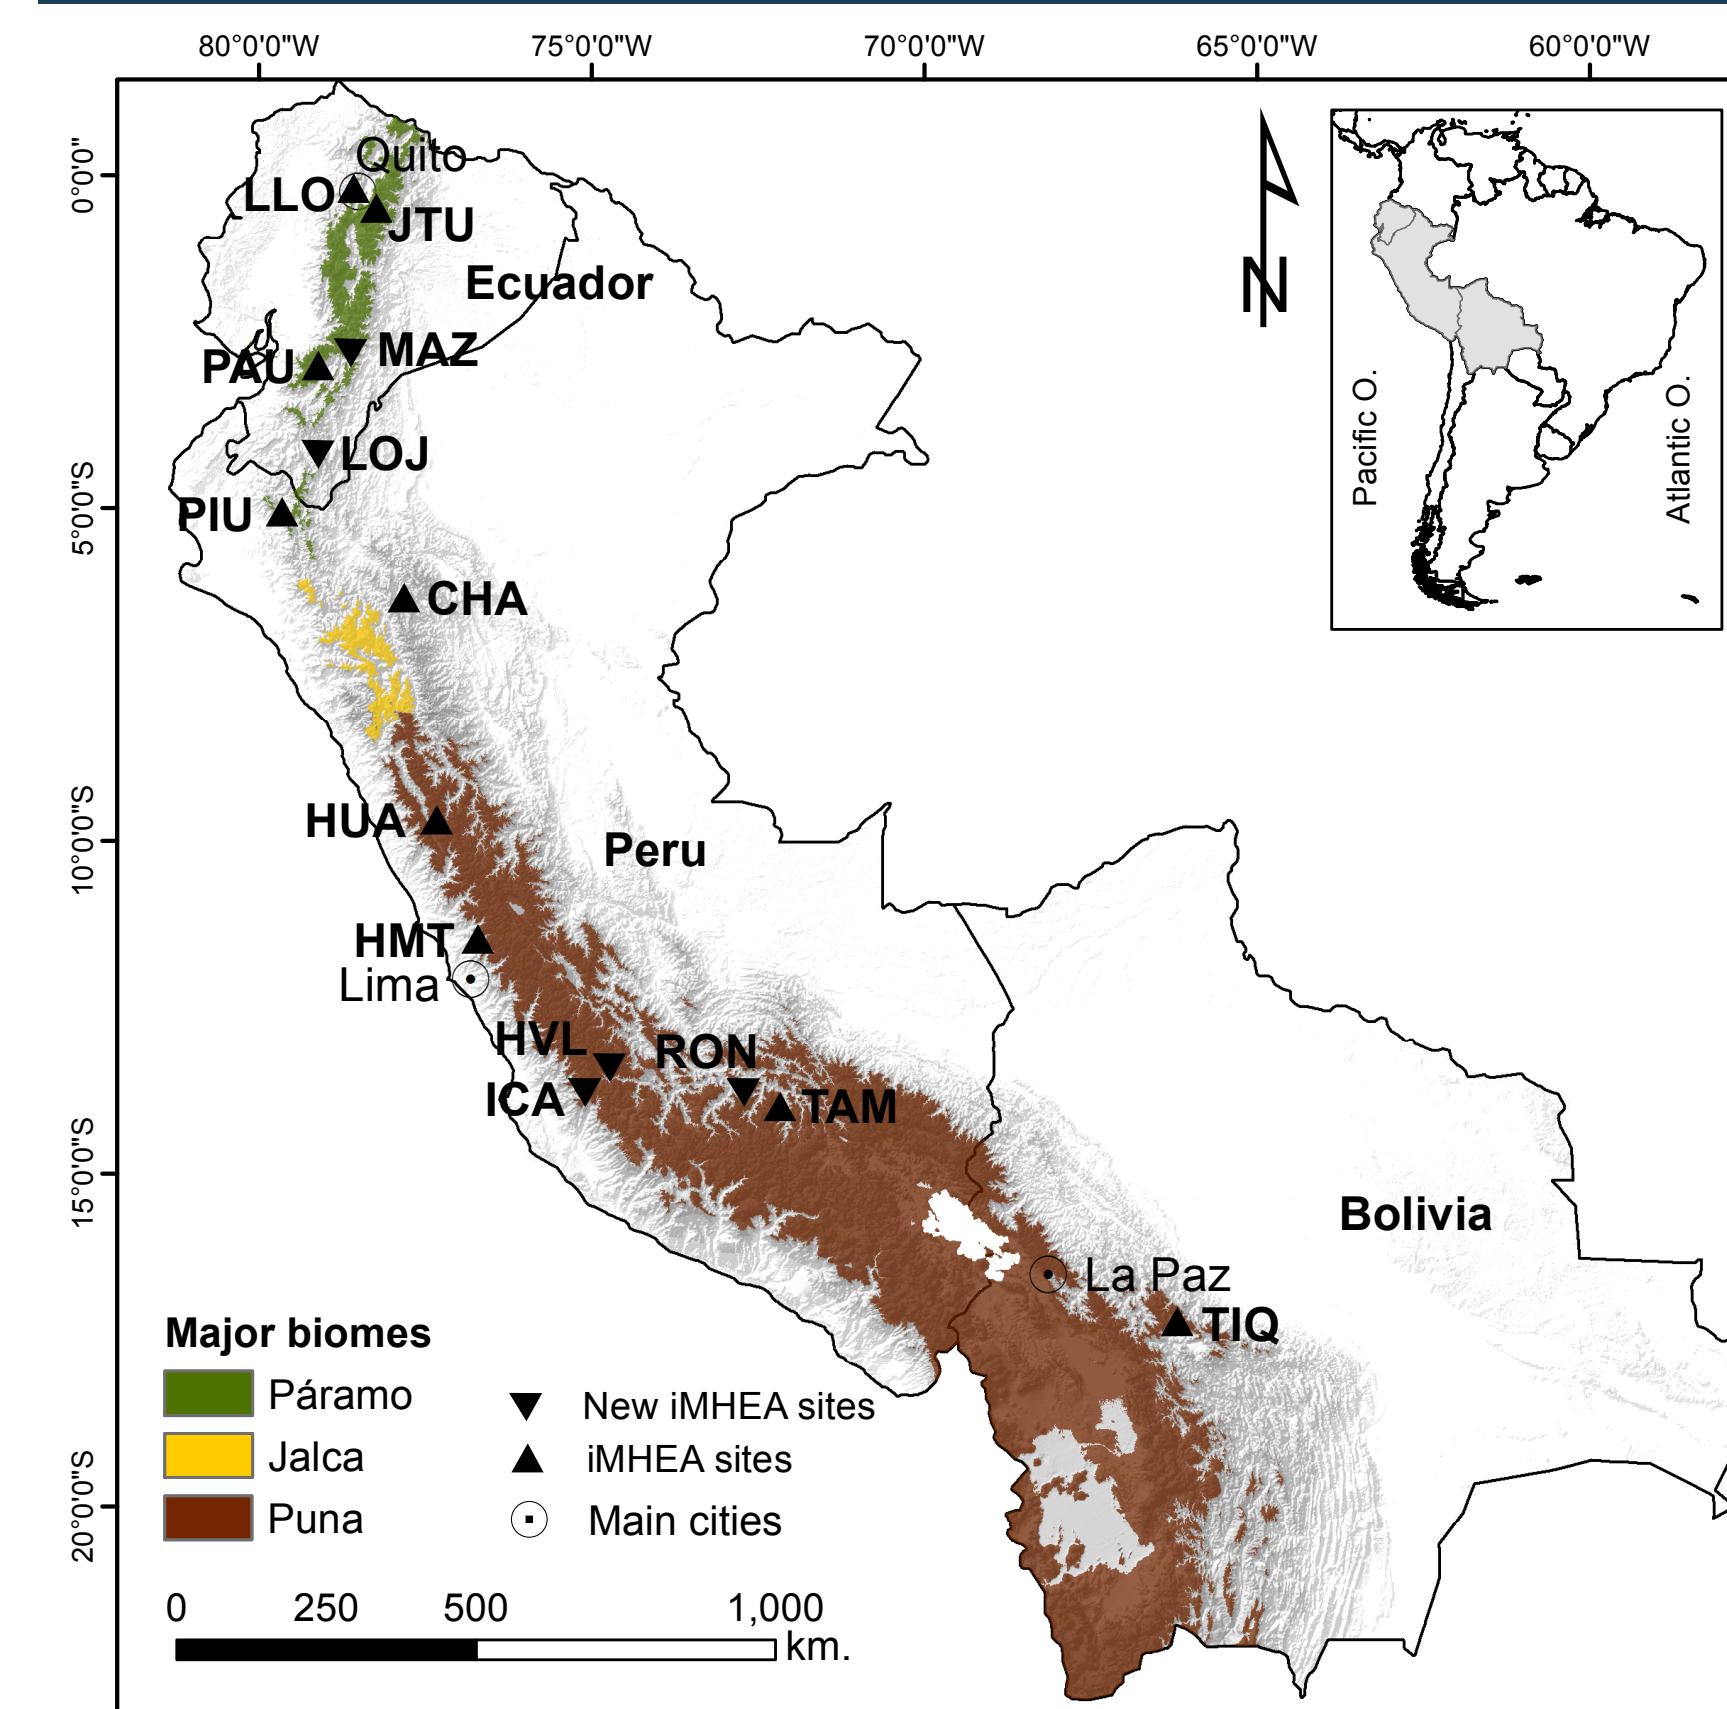 80°0'0"W 75°0'0"W 70°0'0"W 65°0'0"W 60°0'0"W
0°0'0"
5°0'0"S
10°0'0"S
15°0'0"S
20°0'0"S
Quito
LLO
JTU
Ecuador
MAZ
PAU
LOJ
PIU
CHA
HUA
Peru
HMT
Lima
HVL
RON
ICA
TAM
Bolivia
La Paz
TIQ
N
Pacific O.
Atlantic O.
Major biomes
Páramo
Jalca
Puna
New iMHEA sites
iMHEA sites
Main cities
0 250 500 1,000
km.